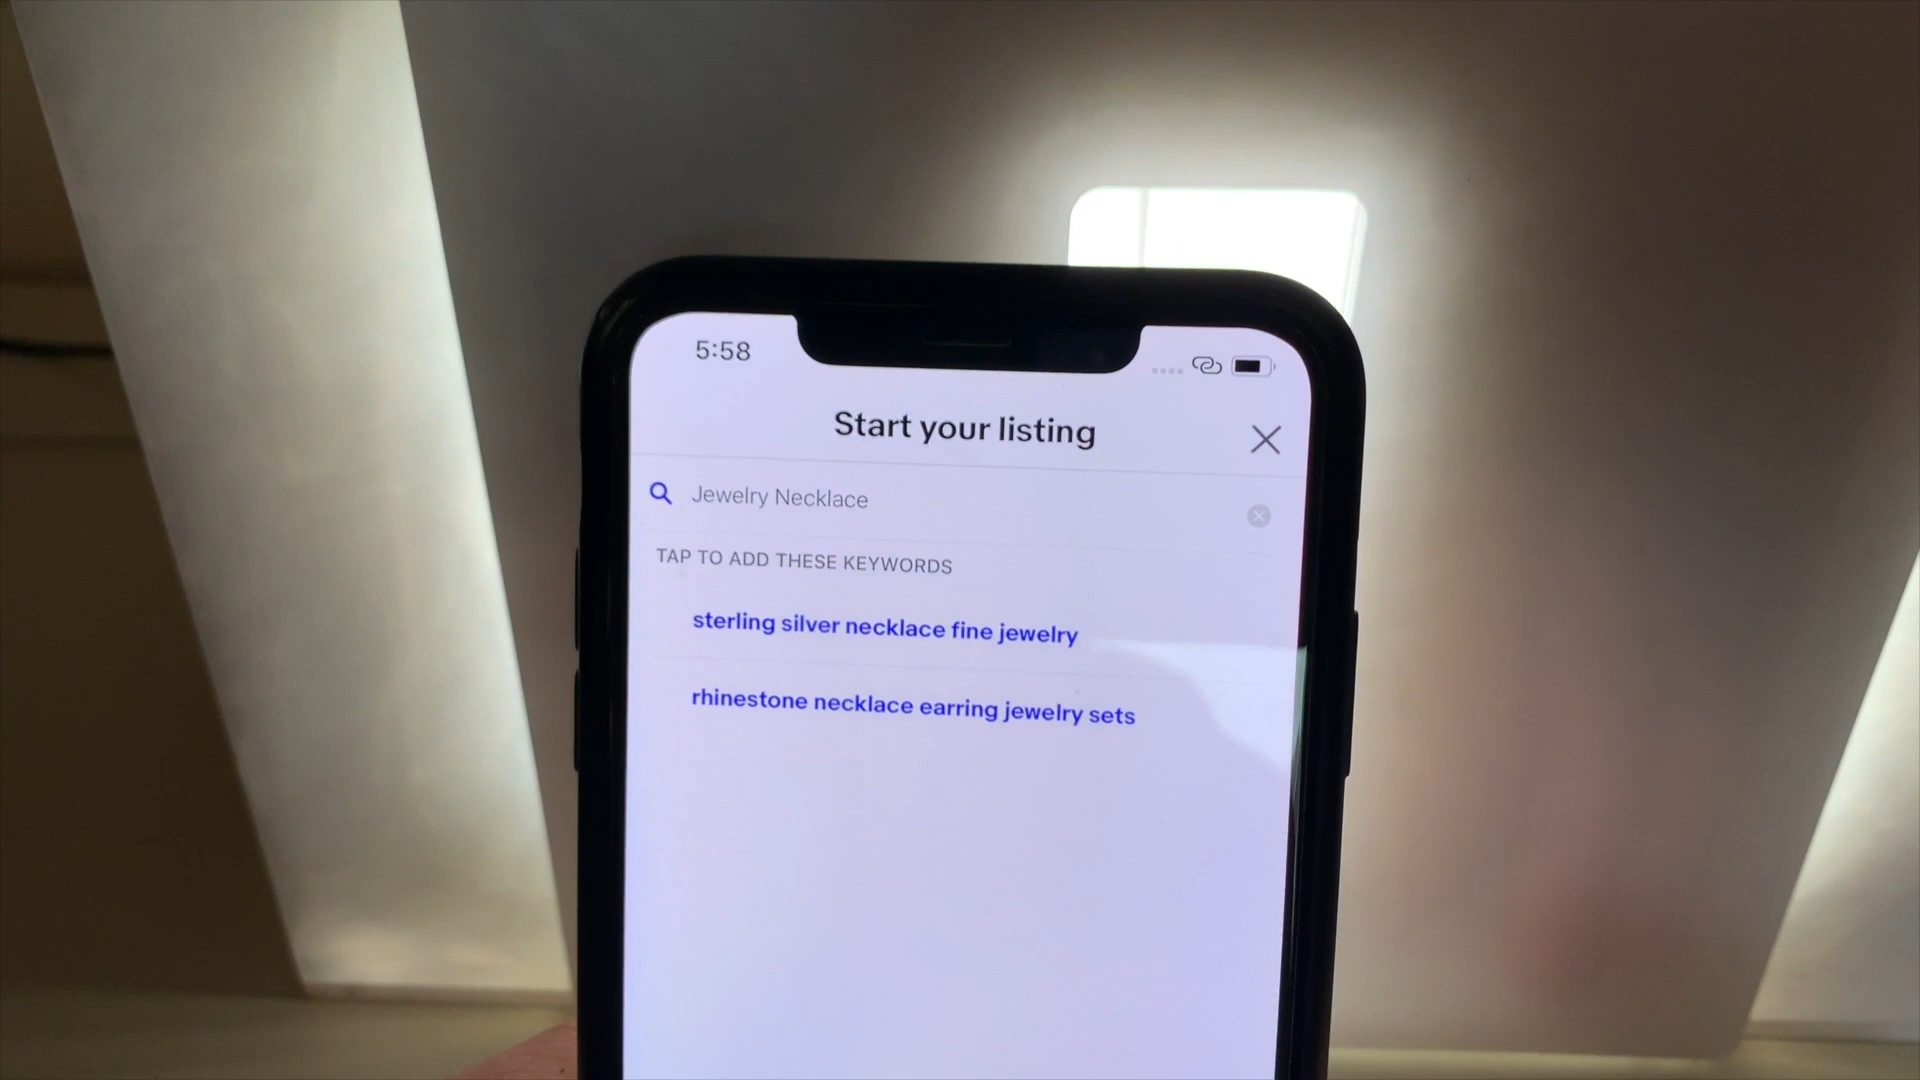 5:58
Start your listing
Jewelry Necklace
TAP TO ADD THESE KEYWORDS
sterling silver necklace fine jewelry
rhinestone necklace earring jewelry sets